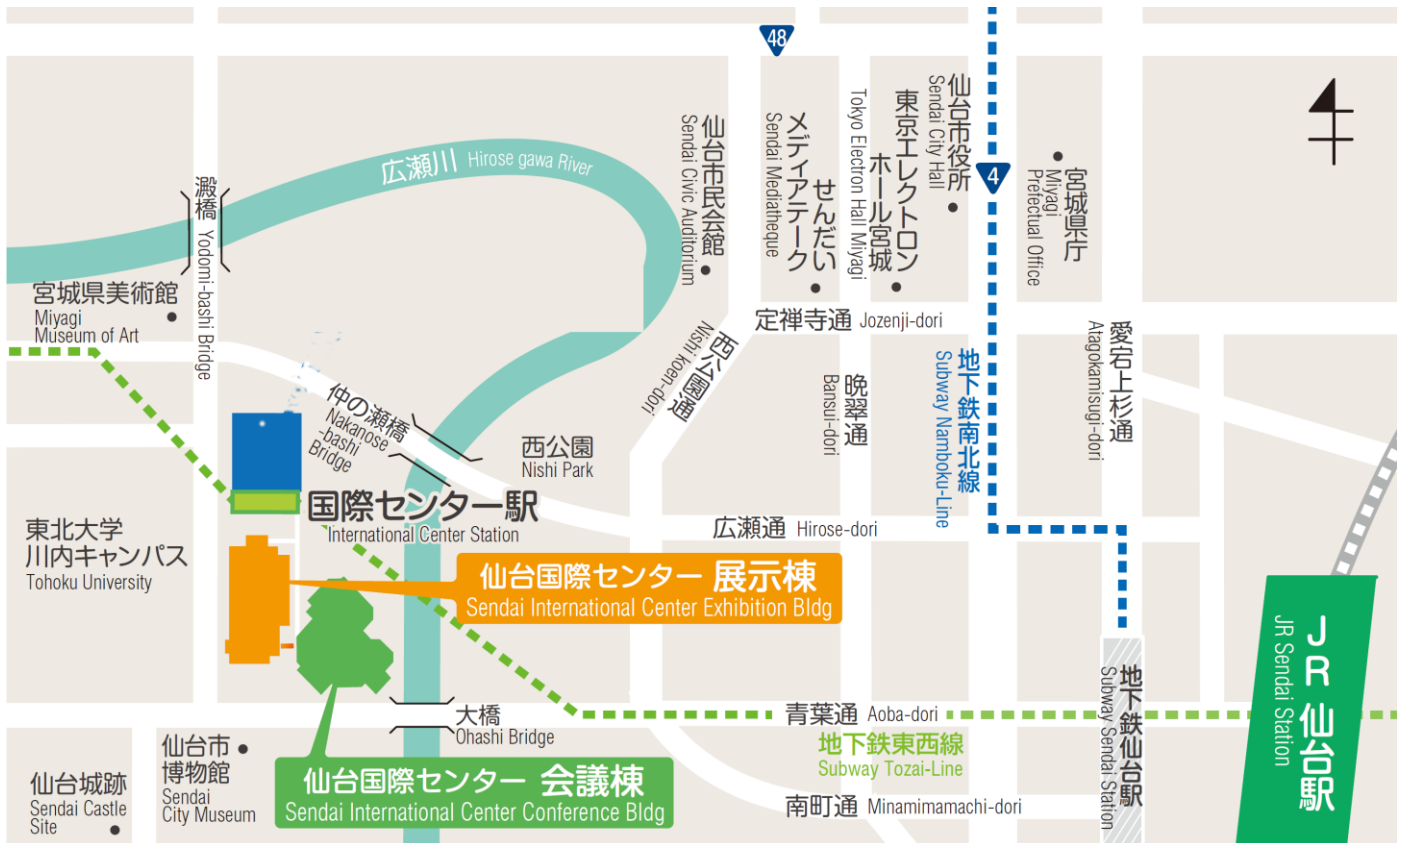 48
広瀬川 Hirose gawa River
澱橋 Yodomi-bashi Bridge
仙台市民会館
Sendai Civic Auditorium
せんだい
メディアテーク
Sendai Mediatheque
東京エレクトロン
ホール宮城
Tokyo Electron Hall Miyagi
仙台市役所
Sendai City Hall
4
宮城県庁
Miyagi
Prefectual Office
宮城県美術館
Miyagi
Museum of Art
定禅寺通 Jozenji-dori
西公園通
Nishi koen-dori
晩翠通
Bansui-dori
地下鉄南北線
Subway Namboku-Line
愛宕上杉通
Atagokamisugi-dori
仲の瀬橋
Nakanose
-bashi
Bridge
西公園
Nishi Park
国際センター駅
International Center Station
広瀬通 Hirose-dori
東北大学
川内キャンパス
Tohoku University
仙台国際センター 展示棟
Sendai International Center Exhibition Bldg
JR 仙台駅
JR Sendai Station
地下鉄仙台駅
Subway Sendai Station
大橋
Ohashi Bridge
青葉通 Aoba-dori
地下鉄東西線
Subway Tozai-Line
仙台市
博物館
Sendai
City Museum
仙台城跡
Sendai Castle
Site
仙台国際センター 会議棟
Sendai International Center Conference Bldg
南町通 Minamimamachi-dori